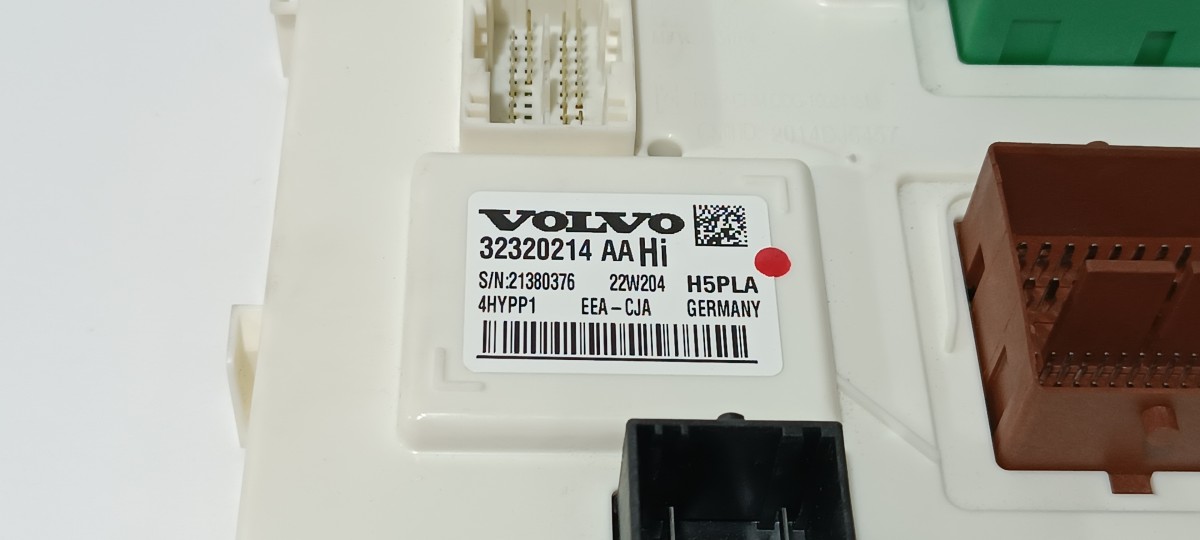 VOLVO
32320214 AA Hi
S/N:21380376 22W204 H5PLA
4HYPP1 EEA-CJA GERMANY